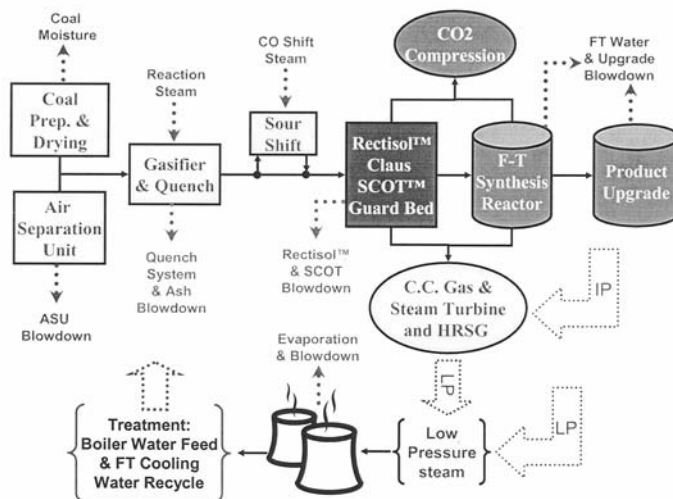 Coal
Moisture
CO Shift
Steam
CO2
Compression
FT Water
& Upgrade
Blowdown
Reaction
Steam
Coal
Prep. &
Drying
Sour
Shift
Gasifier
& Quench
Rectisol™
Claus
SCOT™
Guard Bed
F-T
Synthesis
Reactor
Product
Upgrade
Air
Separation
Unit
Quench
System
& Ash
Blowdown
Rectisol™
& SCOT
Blowdown
ASU
Blowdown
C.C. Gas &
Steam Turbine
and HRSG
IP
Evaporation
& Blowdown
LP
Treatment:
Boiler Water Feed
& FT Cooling
Water Recycle
Low
Pressure
steam
LP